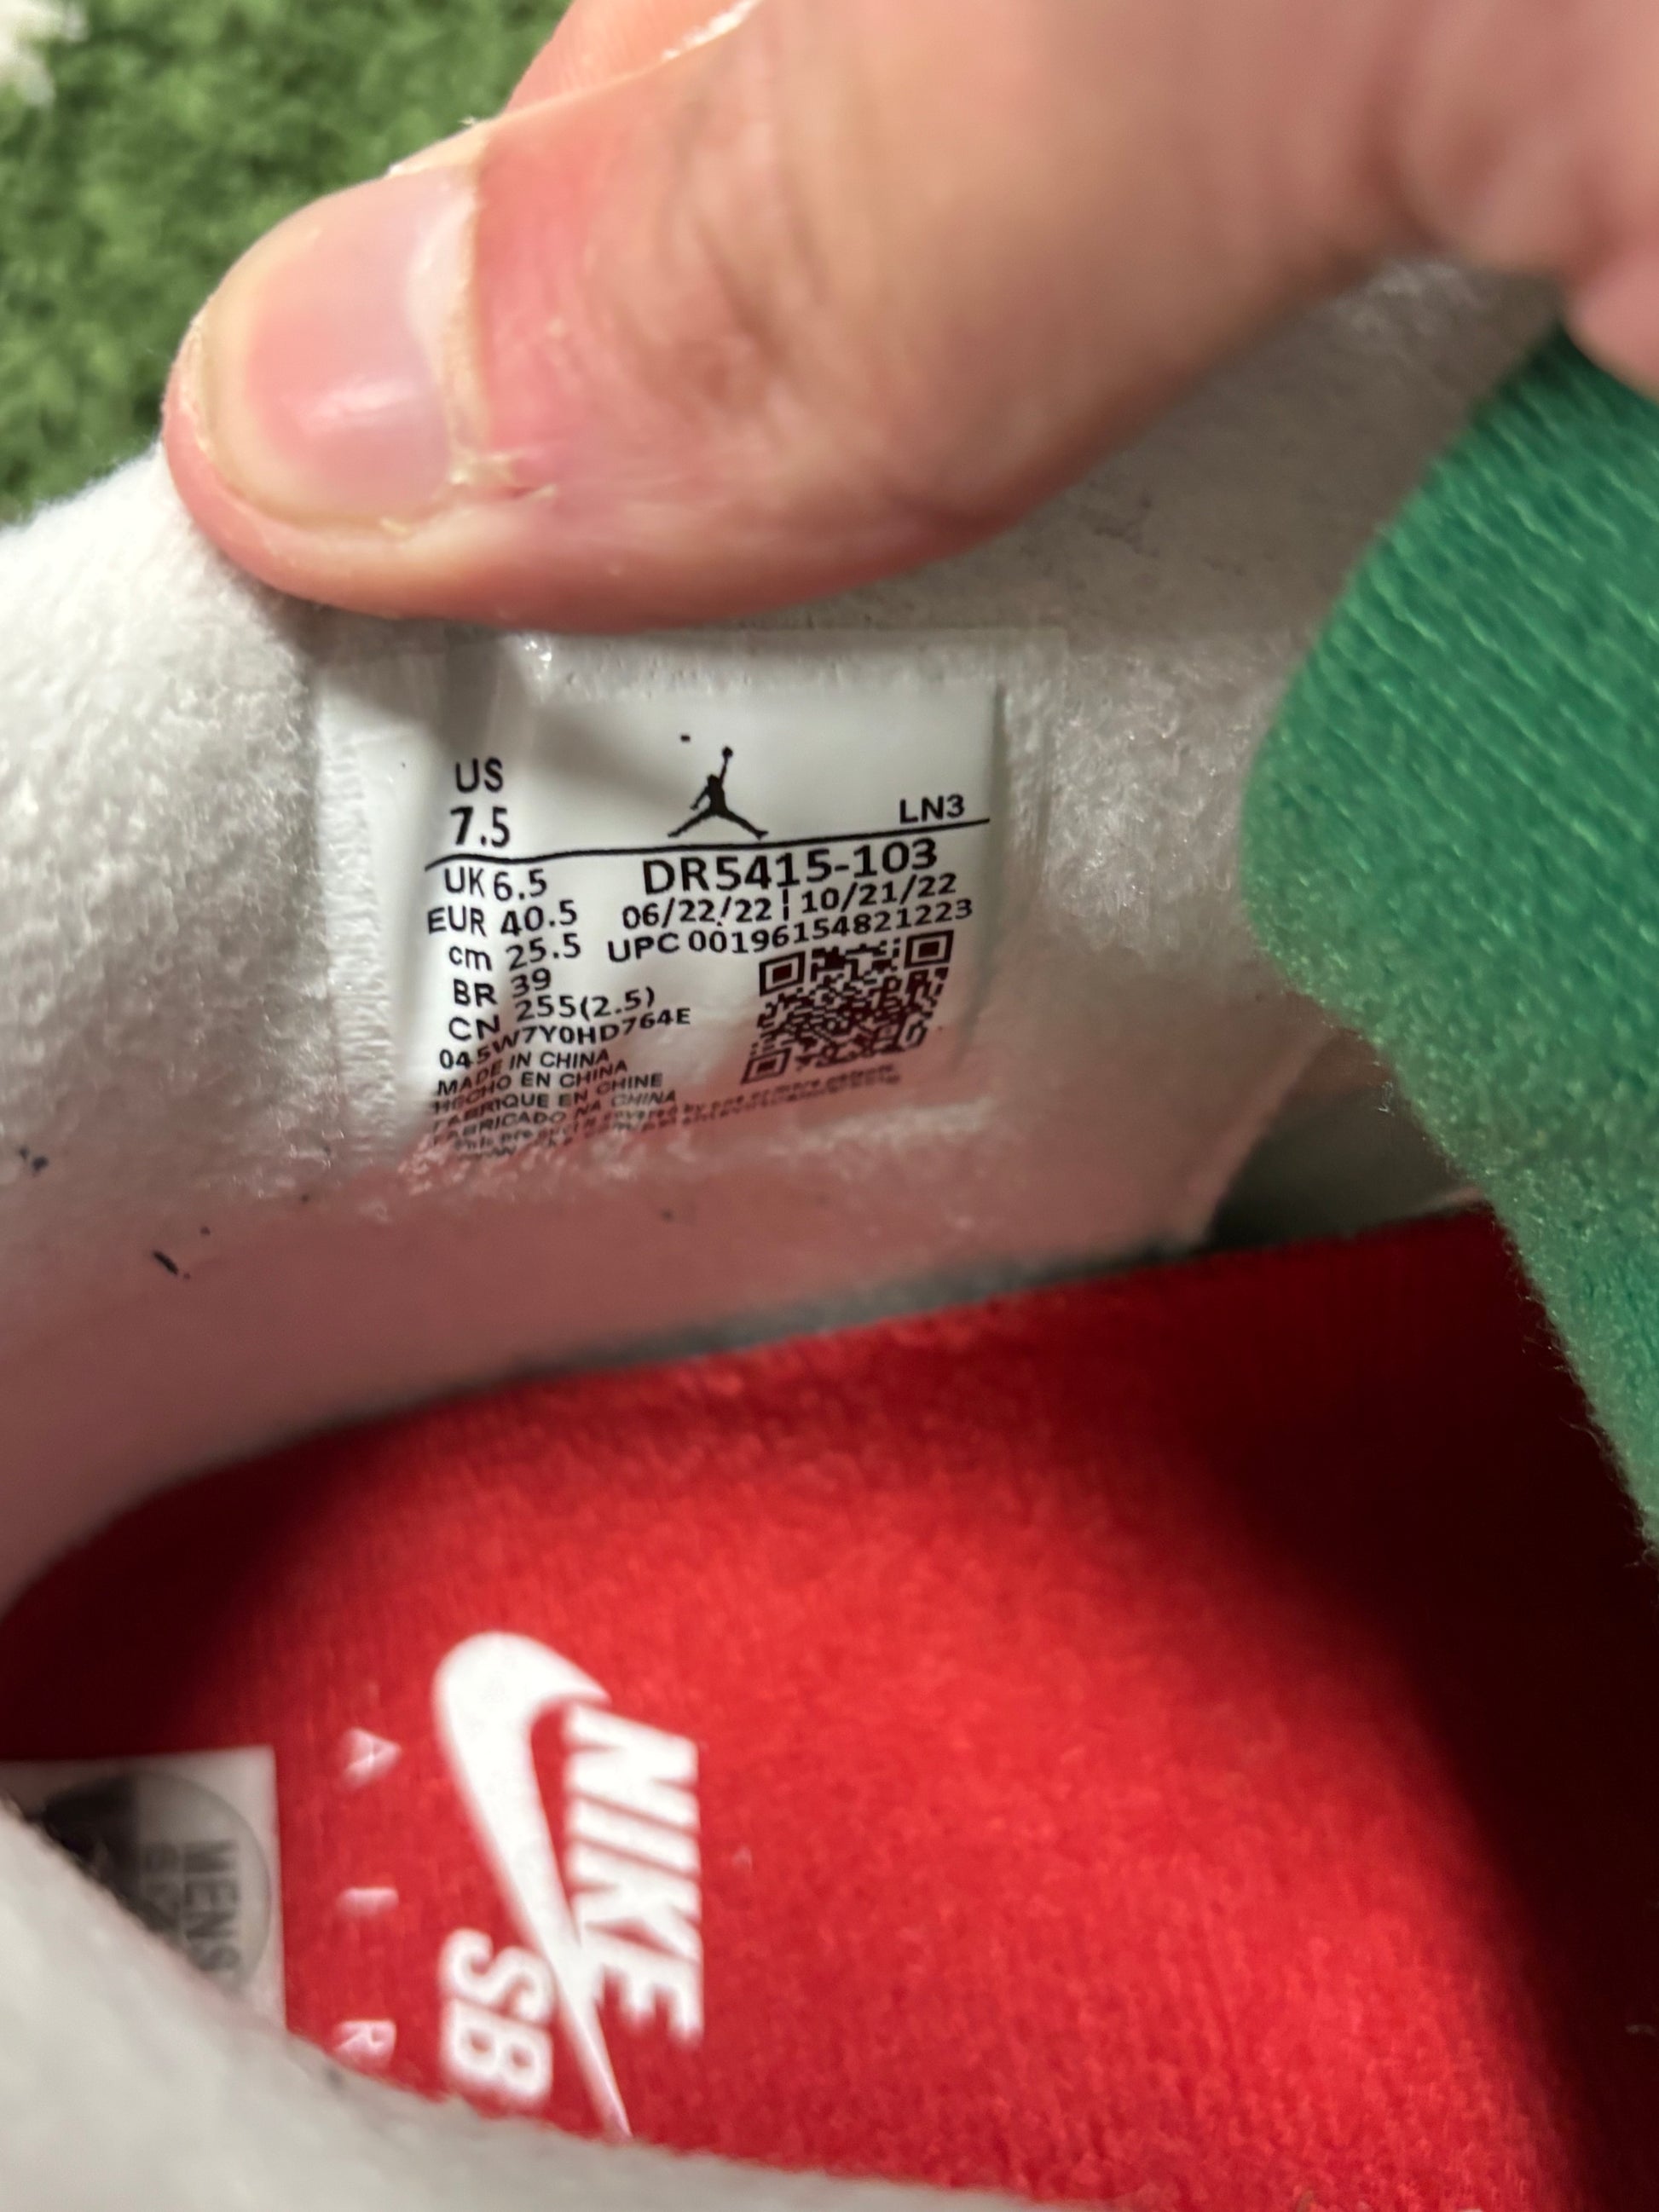 US
7.5
LN3
UK 6.5
DR5415-103
EUR 40.5
06/22/22 | 10/21/22
cm 25.5
UPC 00196154821223
BR 39
CN 255(2.5)
045W7Y0HD764E
MADE IN CHINA
HECHO EN CHINA
FABRIQUE EN CHINE
FABRICADO NA CHINA
NIKE
SB
A I R